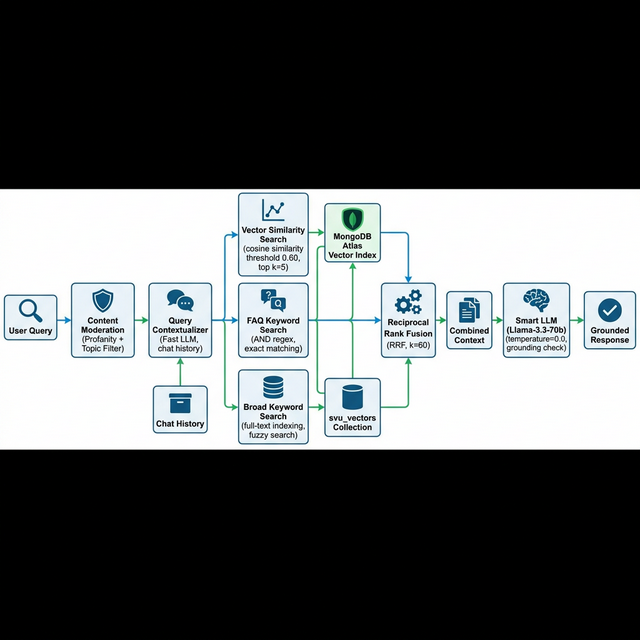 User Query
Content
Moderation
(Profanity +
Topic Filter)
Query
Contextualizer
(Fast LLM,
chat history)
Chat History
Vector Similarity
Search
(cosine similarity
threshold 0.60,
top k=5)
FAQ Keyword
Search
(AND regex,
exact matching)
Broad Keyword
Search
(full-text indexing,
fuzzy search)
MongoDB
Atlas
Vector Index
svu_vectors
Collection
Reciprocal
Rank Fusion
(RRF, k=60)
Combined
Context
Smart LLM
(Llama-3.3-70b)
(temperature=0.0,
grounding check)
Grounded
Response